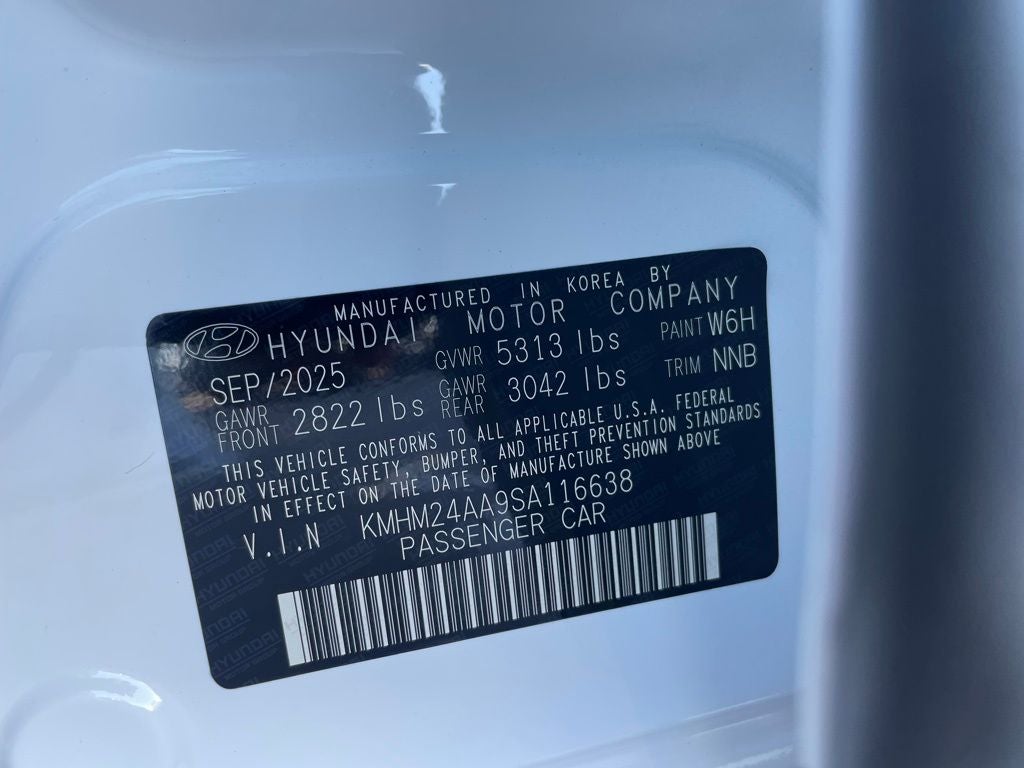 MANUFACTURED IN KOREA BY
HYUNDAI MOTOR COMPANY
SEP/2025 GVWR 5313 lbs PAINT W6H
GAWR FRONT 2822 lbs GAWR REAR 3042 lbs TRIM NNB
THIS VEHICLE CONFORMS TO ALL APPLICABLE U.S.A. FEDERAL
MOTOR VEHICLE SAFETY, BUMPER, AND THEFT PREVENTION STANDARDS
IN EFFECT ON THE DATE OF MANUFACTURE SHOWN ABOVE
V.I.N KMHM24AA9SA116638
PASSENGER CAR